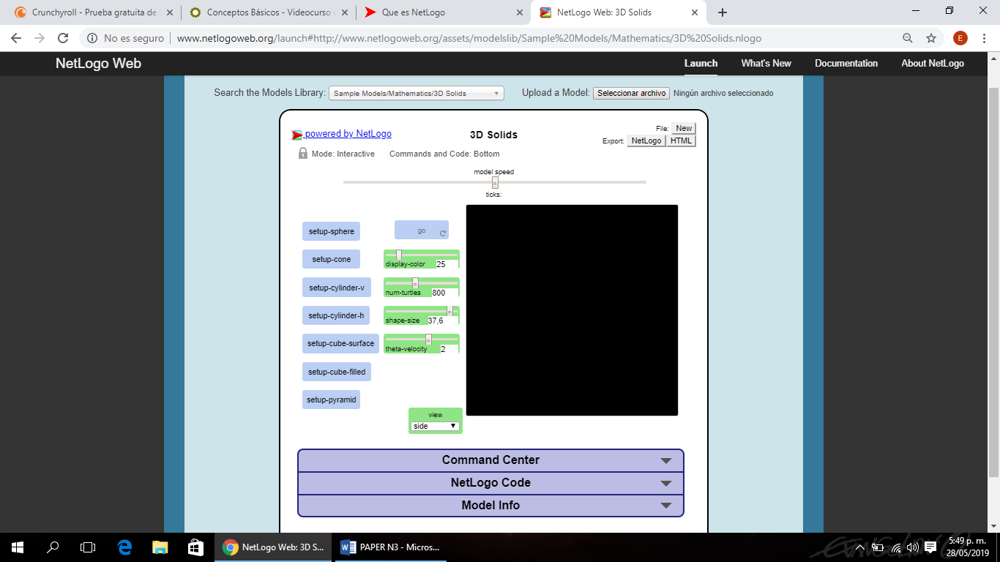 Crunchyroll - Prueba gratuita de
Conceptos Básicos - Videocurso
Que es NetLogo
NetLogo Web: 3D Solids
No es seguro
www.netlogoweb.org/launch#http://www.netlogoweb.org/assets/modelslib/Sample%20Models/Mathematics/3D%20Solids.nlogo
E
NetLogo Web
Launch
What's New
Documentation
About NetLogo
Search the Models Library: Sample Models/Mathematics/3D Solids
Upload a Model: Seleccionar archivo Ningún archivo seleccionado
powered by NetLogo
3D Solids
File: New
Export: NetLogo HTML
Mode: Interactive
Commands and Code: Bottom
model speed
ticks:
setup-sphere
go
setup-cone
display-color 25
setup-cylinder-v
num-turtles 800
setup-cylinder-h
shape-size 37,6
setup-cube-surface
theta-velocity 2
setup-cube-filled
setup-pyramid
view
side
Command Center
NetLogo Code
Model Info
NetLogo Web: 3D S...
PAPER N3 - Micros...
5:49 p. m.
28/05/2019